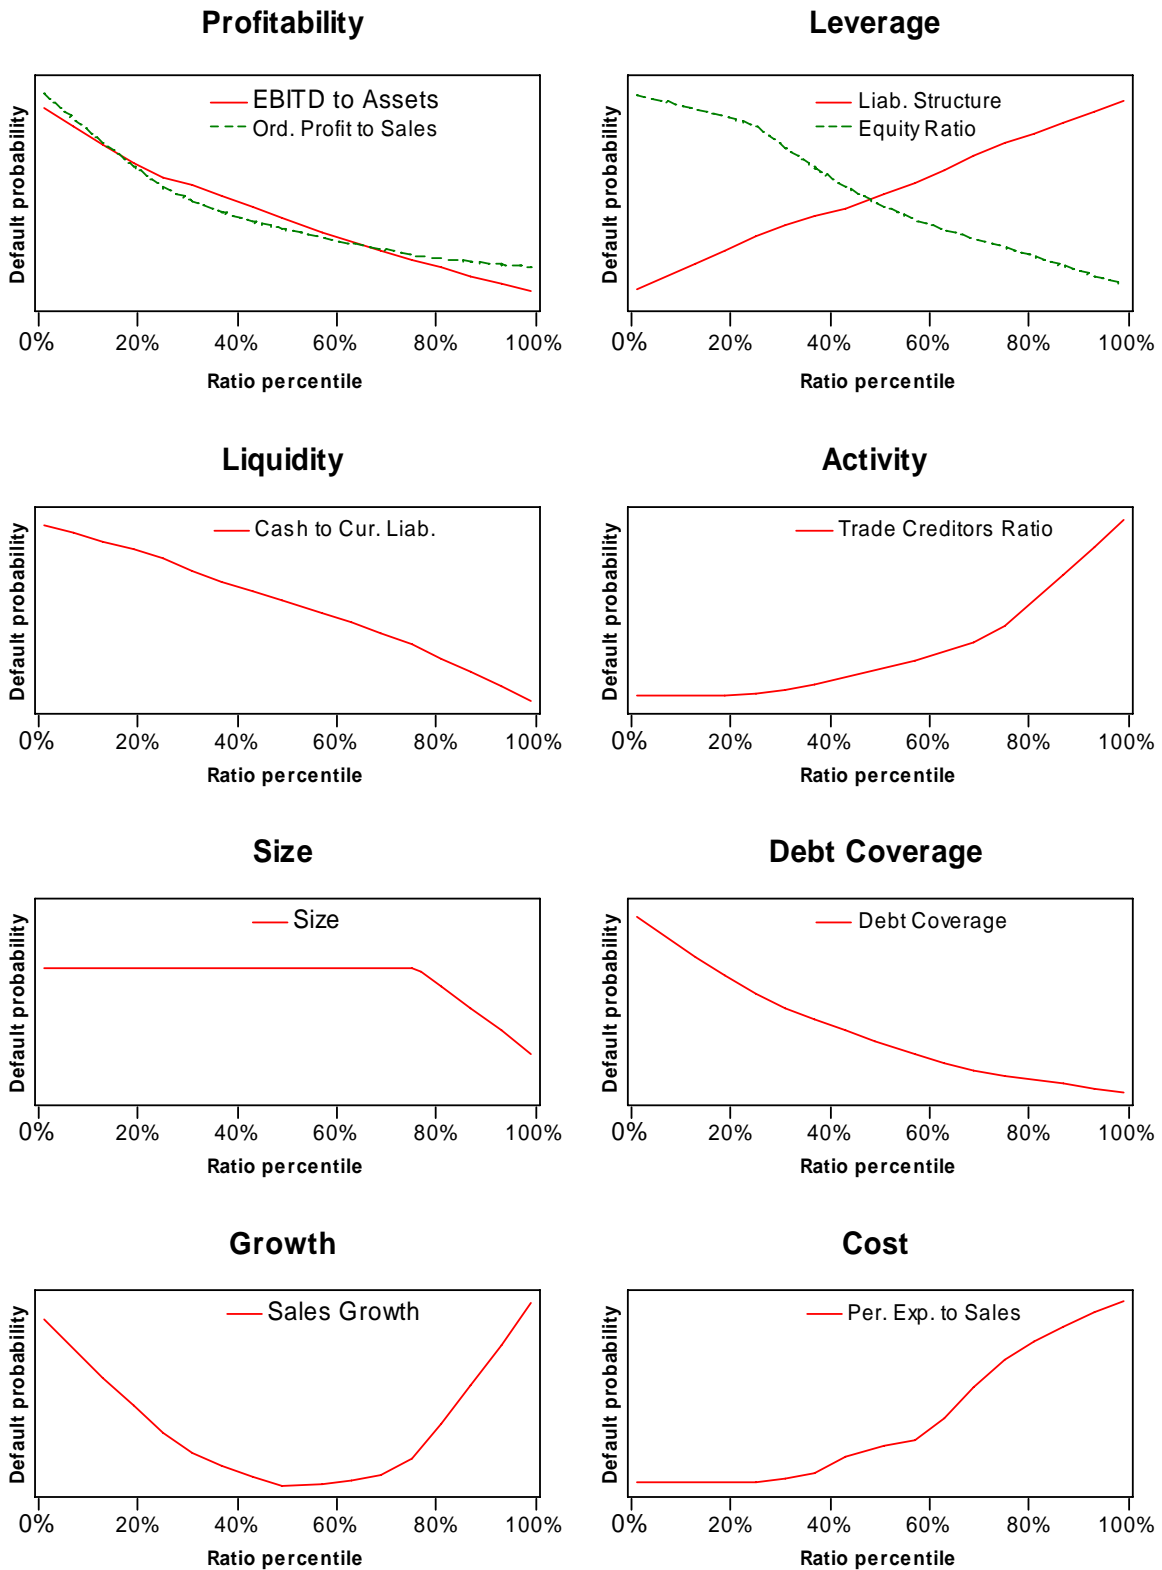 Profitability
EBITD to Assets
Ord. Profit to Sales
Default probability
0% 20% 40% 60% 80% 100%
Ratio percentile
Leverage
Liab. Structure
Equity Ratio
Default probability
0% 20% 40% 60% 80% 100%
Ratio percentile
Liquidity
Cash to Cur. Liab.
Default probability
0% 20% 40% 60% 80% 100%
Ratio percentile
Activity
Trade Creditors Ratio
Default probability
0% 20% 40% 60% 80% 100%
Ratio percentile
Size
Size
Default probability
0% 20% 40% 60% 80% 100%
Ratio percentile
Debt Coverage
Debt Coverage
Default probability
0% 20% 40% 60% 80% 100%
Ratio percentile
Growth
Sales Growth
Default probability
0% 20% 40% 60% 80% 100%
Ratio percentile
Cost
Per. Exp. to Sales
Default probability
0% 20% 40% 60% 80% 100%
Ratio percentile